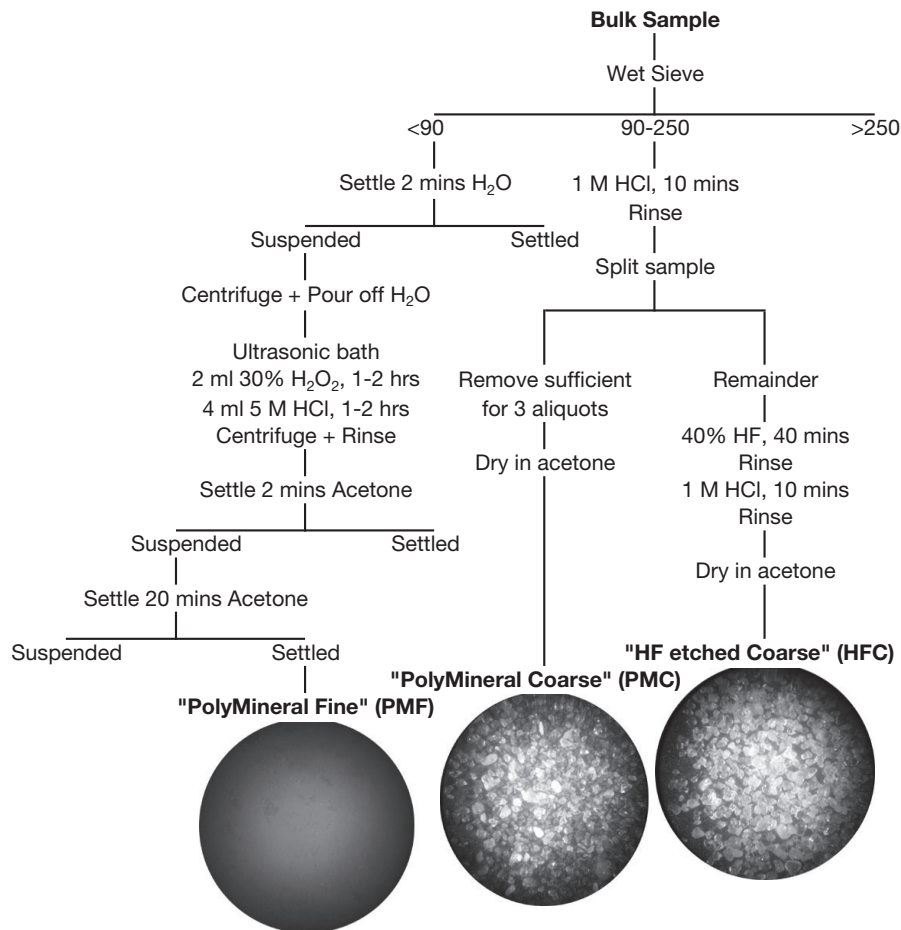 Bulk Sample
Wet Sieve
<90
90-250
>250
Settle 2 mins H₂O
1 M HCl, 10 mins
Rinse
Suspended
Settled
Split sample
Centrifuge + Pour off H₂O
Ultrasonic bath
2 ml 30% H₂O₂, 1-2 hrs
4 ml 5 M HCl, 1-2 hrs
Centrifuge + Rinse
Remove sufficient
for 3 aliquots
Dry in acetone
Remainder
40% HF, 40 mins
Rinse
1 M HCl, 10 mins
Rinse
Dry in acetone
Settle 2 mins Acetone
Suspended
Settled
Settle 20 mins Acetone
Suspended
Settled
"PolyMineral Fine" (PMF)
"PolyMineral Coarse" (PMC)
"HF etched Coarse" (HFC)